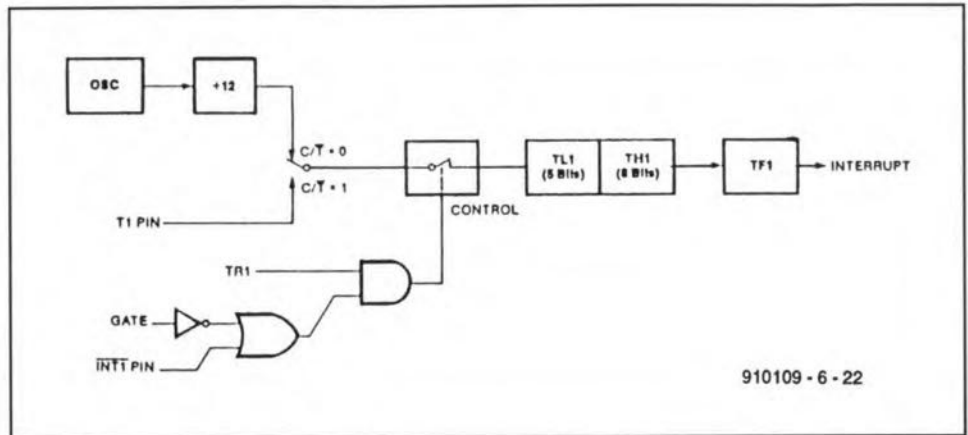 OSC
+12
C/T̅ = 0
C/T̅ = 1
T1 PIN
CONTROL
TL1
(5 Bits)
TH1
(8 Bits)
TF1
INTERRUPT
TR1
GATE
I̅N̅T̅1̅ PIN
910109 - 6 - 22